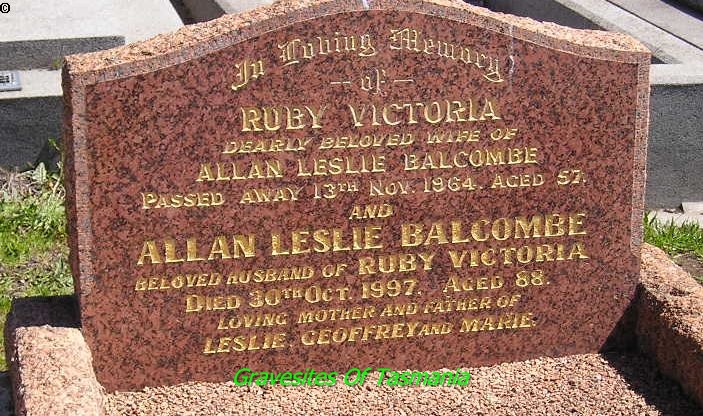 ©
In Loving Memory
— of —
RUBY VICTORIA
DEARLY BELOVED WIFE OF
ALLAN LESLIE BALCOMBE
PASSED AWAY 13TH NOV. 1964. AGED 57.
AND
ALLAN LESLIE BALCOMBE
BELOVED HUSBAND OF RUBY VICTORIA
DIED 30TH OCT. 1997. AGED 88.
LOVING MOTHER AND FATHER OF
LESLIE GEOFFREY AND MARIE.
Gravesites Of Tasmania